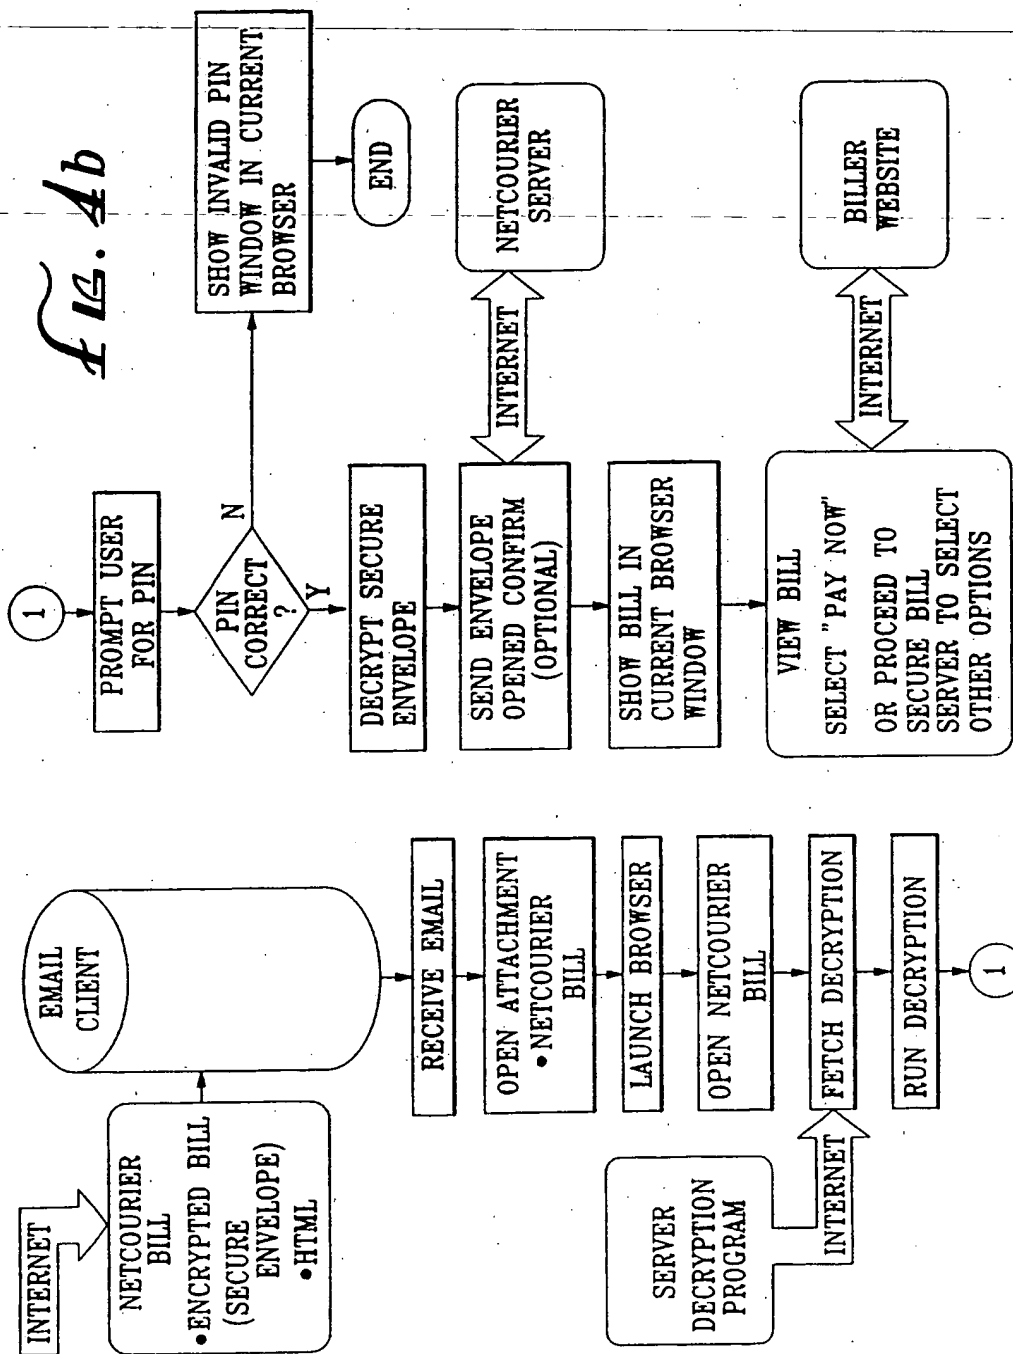 INTERNET
NETCOURIER
BILL
•ENCRYPTED BILL
(SECURE
ENVELOPE)
•HTML
EMAIL
CLIENT
RECEIVE EMAIL
OPEN ATTACHMENT
•NETCOURIER
BILL
LAUNCH BROWSER
OPEN NETCOURIER
BILL
SERVER
DECRYPTION
PROGRAM
INTERNET
FETCH DECRYPTION
RUN DECRYPTION
1
1
PROMPT USER
FOR PIN
PIN
CORRECT
?
N
Y
SHOW INVALID PIN
WINDOW IN CURRENT
BROWSER
END
DECRYPT SECURE
ENVELOPE
SEND ENVELOPE
OPENED CONFIRM
(OPTIONAL)
INTERNET
NETCOURIER
SERVER
SHOW BILL IN
CURRENT BROWSER
WINDOW
VIEW BILL
SELECT "PAY NOW"
OR PROCEED TO
SECURE BILL
SERVER TO SELECT
OTHER OPTIONS
INTERNET
BILLER
WEBSITE
FIG. 4b